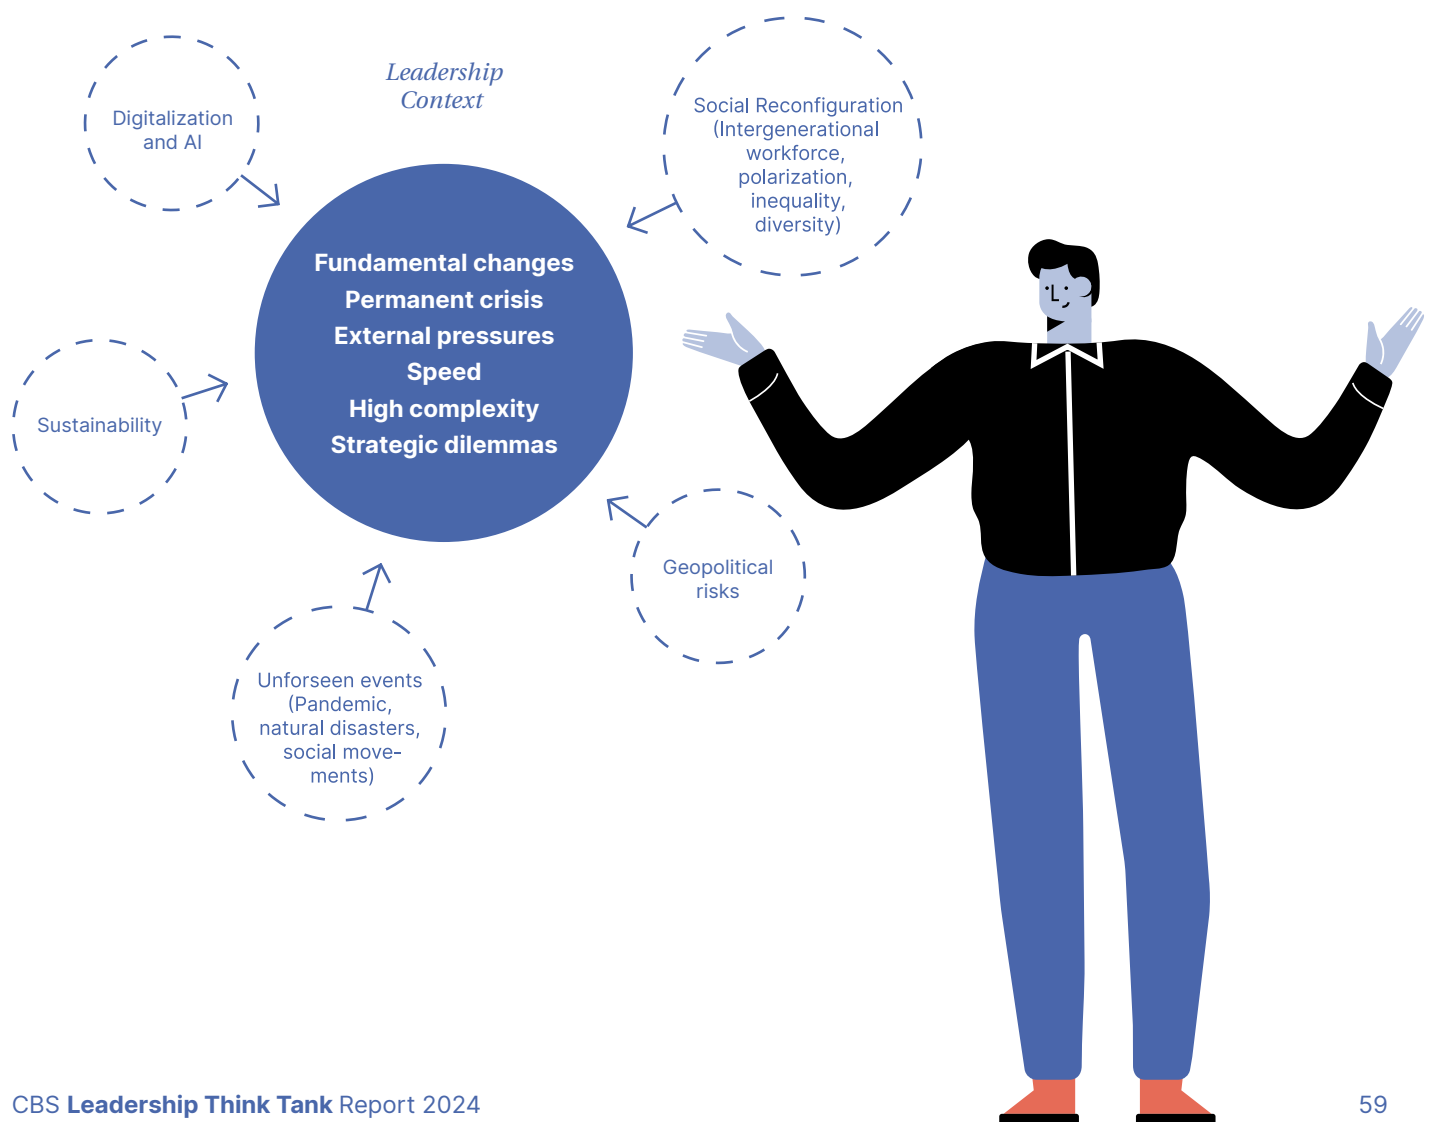 Leadership
Context
Digitalization
and AI
Social Reconfiguration
(Intergenerational
workforce,
polarization,
inequality,
diversity)
Fundamental changes
Permanent crisis
External pressures
Speed
High complexity
Strategic dilemmas
Sustainability
Geopolitical
risks
Unforseen events
(Pandemic,
natural disasters,
social move-
ments)
CBS Leadership Think Tank Report 2024
59